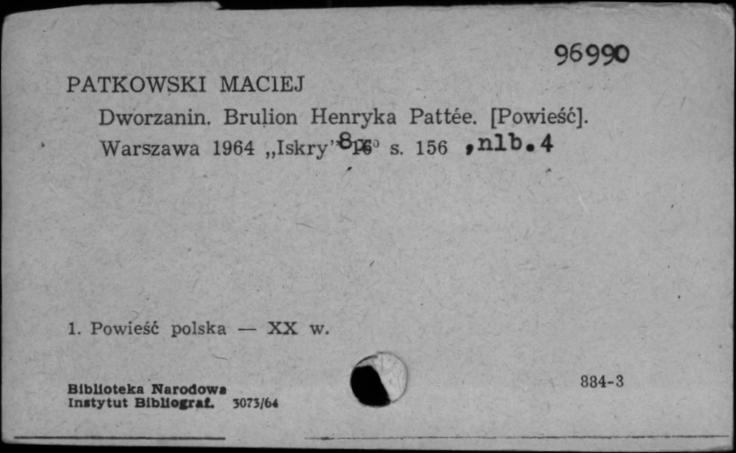 96990
PATKOWSKI MACIEJ
Dworzanin. Brulion Henryka Pattée. [Powieść].
Warszawa 1964 „Iskry” 8° s. 156 , nlb. 4
1. Powieść polska — XX w.
884-3
Biblioteka Narodowa
Instytut Bibliograf. 3073/64